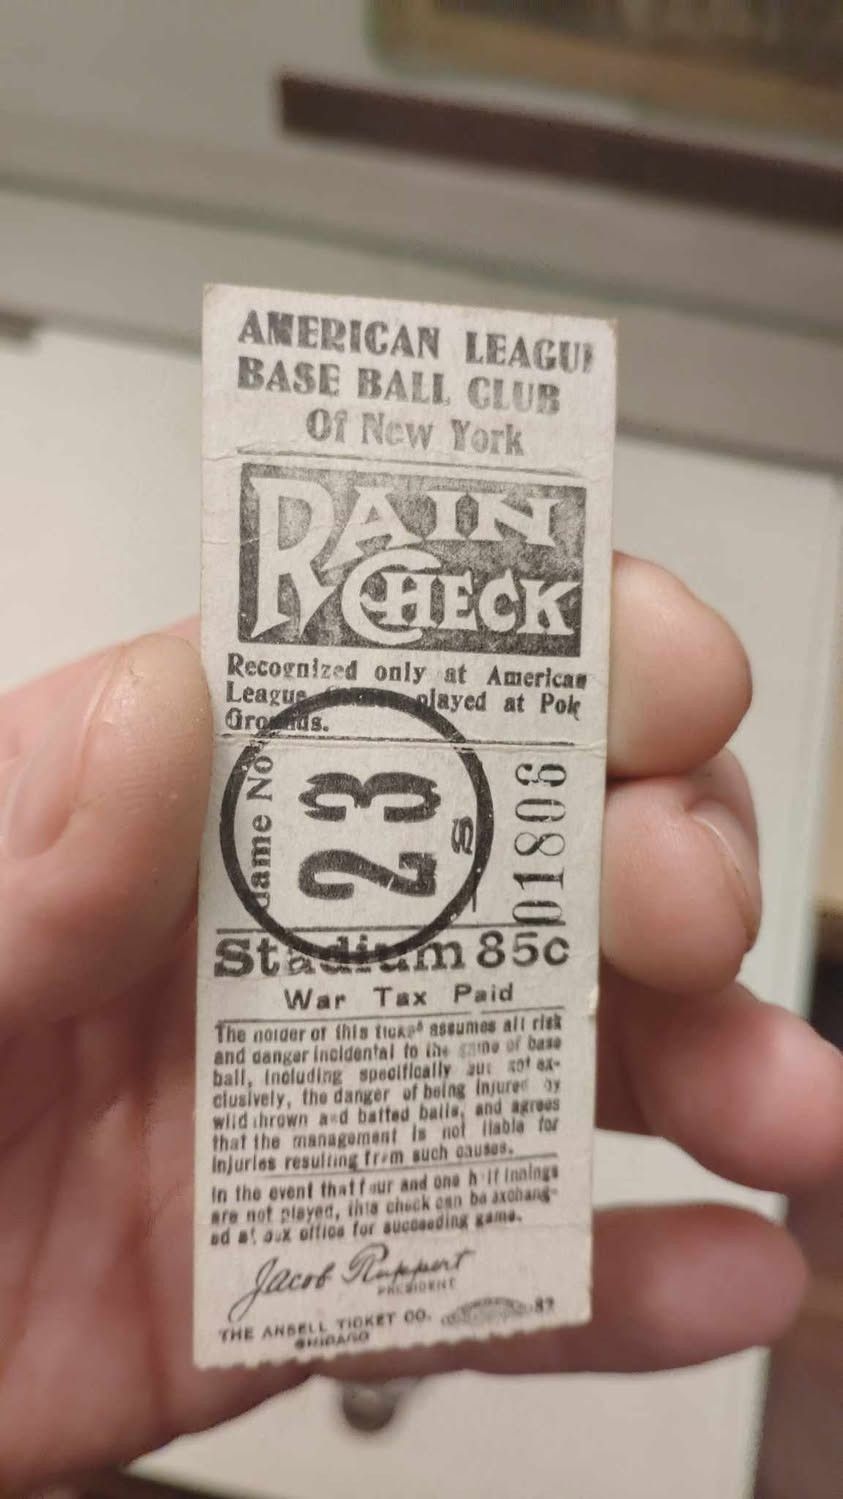 AMERICAN LEAGUE
BASE BALL CLUB
Of New York
RAIN
CHECK
Recognized only at American
League played at Polo
Grounds.
Game No.
23
S
01806
Stadium 85c
War Tax Paid
The holder of this ticket assumes all risk
and danger incidental to the game of base
ball, including specifically but not ex-
clusively, the danger of being injured by
wild thrown and batted balls, and agrees
that the management is not liable for
injuries resulting from such causes.
In the event that four and one half innings
are not played, this check can be exchang-
ed at box office for succeeding game.
Jacob Ruppert
PRESIDENT
THE ANSELL TICKET CO.
CHICAGO